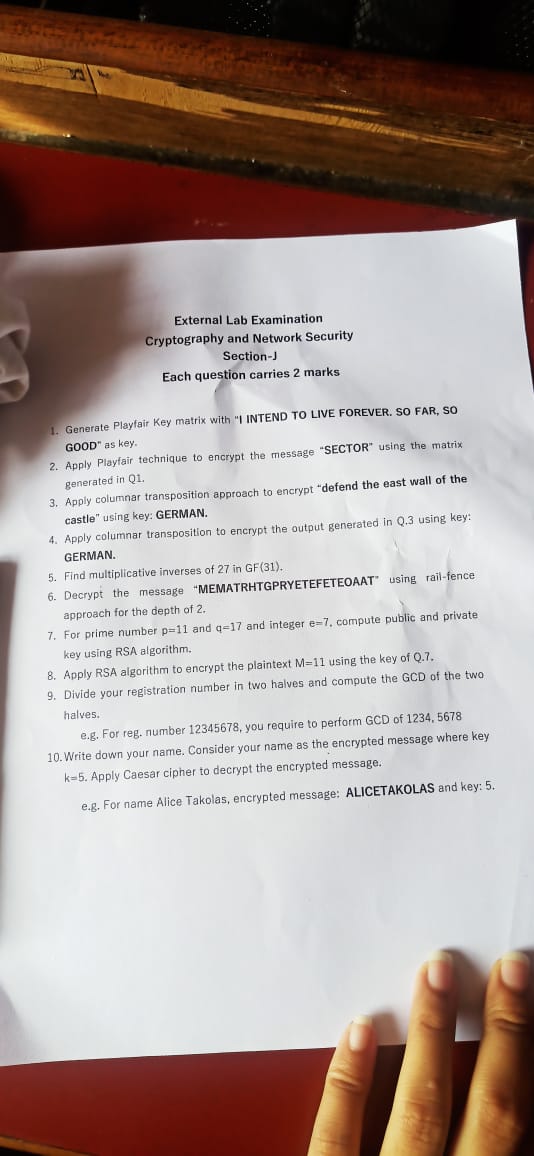 External Lab Examination
Cryptography and Network Security
Section-J
Each question carries 2 marks
1. Generate Playfair Key matrix with "I INTEND TO LIVE FOREVER. SO FAR, SO
GOOD" as key.
2. Apply Playfair technique to encrypt the message "SECTOR" using the matrix
generated in Q1.
3. Apply columnar transposition approach to encrypt "defend the east wall of the
castle" using key: GERMAN.
4. Apply columnar transposition to encrypt the output generated in Q.3 using key:
GERMAN.
5. Find multiplicative inverses of 27 in GF(31).
6. Decrypt the message "MEMATRHTGPRYETEFETEOAAT" using rail-fence
approach for the depth of 2.
7. For prime number p=11 and q=17 and integer e=7, compute public and private
key using RSA algorithm.
8. Apply RSA algorithm to encrypt the plaintext M=11 using the key of Q.7.
9. Divide your registration number in two halves and compute the GCD of the two
halves.
e.g. For reg. number 12345678, you require to perform GCD of 1234, 5678
10. Write down your name. Consider your name as the encrypted message where key
k=5. Apply Caesar cipher to decrypt the encrypted message.
e.g. For name Alice Takolas, encrypted message: ALICETAKOLAS and key: 5.